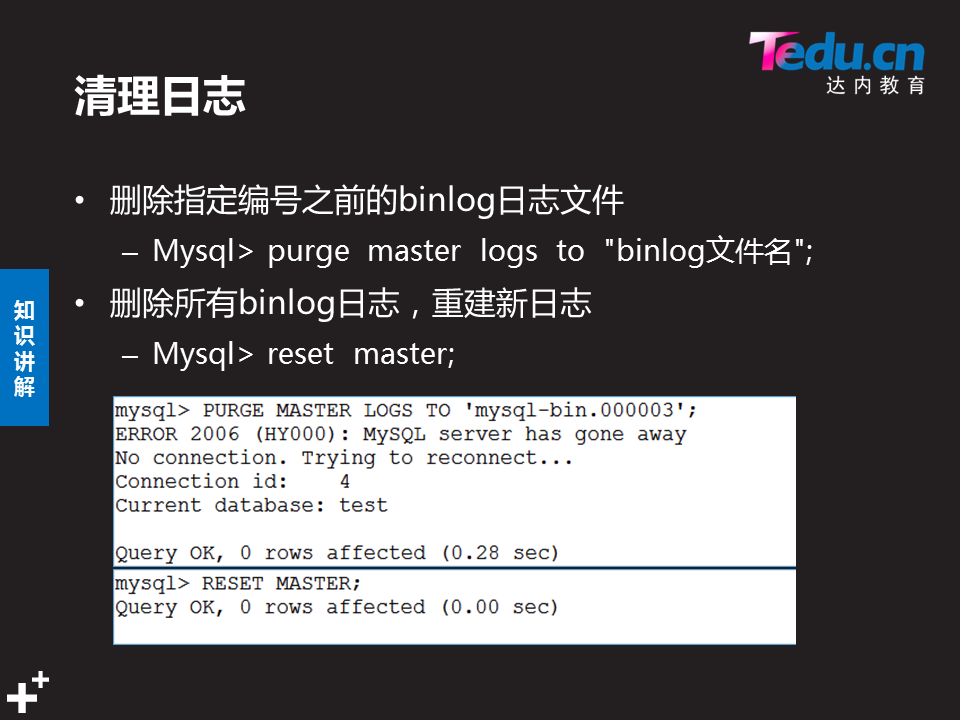 Tedu.cn
达内教育
清理日志
• 删除指定编号之前的binlog日志文件
– Mysql> purge master logs to "binlog文件名";
• 删除所有binlog日志，重建新日志
– Mysql> reset master;
知识讲解
mysql> PURGE MASTER LOGS TO 'mysql-bin.000003';
ERROR 2006 (HY000): MySQL server has gone away
No connection. Trying to reconnect...
Connection id:    4
Current database: test
Query OK, 0 rows affected (0.28 sec)
mysql> RESET MASTER;
Query OK, 0 rows affected (0.00 sec)